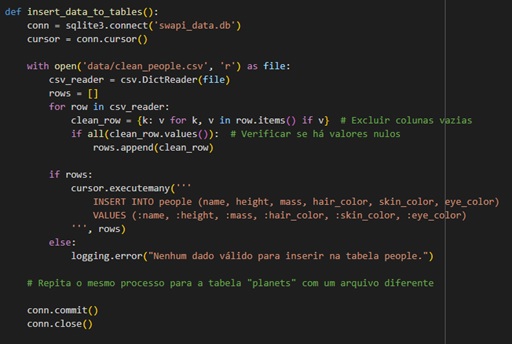 def insert_data_to_tables():
    conn = sqlite3.connect('swapi_data.db')
    cursor = conn.cursor()

    with open('data/clean_people.csv', 'r') as file:
        csv_reader = csv.DictReader(file)
        rows = []
        for row in csv_reader:
            clean_row = {k: v for k, v in row.items() if v}  # Excluir colunas vazias
            if all(clean_row.values()):  # Verificar se há valores nulos
                rows.append(clean_row)

        if rows:
            cursor.executemany('''
                INSERT INTO people (name, height, mass, hair_color, skin_color, eye_color)
                VALUES (:name, :height, :mass, :hair_color, :skin_color, :eye_color)
            ''', rows)
        else:
            logging.error("Nenhum dado válido para inserir na tabela people.")

    # Repita o mesmo processo para a tabela "planets" com um arquivo diferente

    conn.commit()
    conn.close()